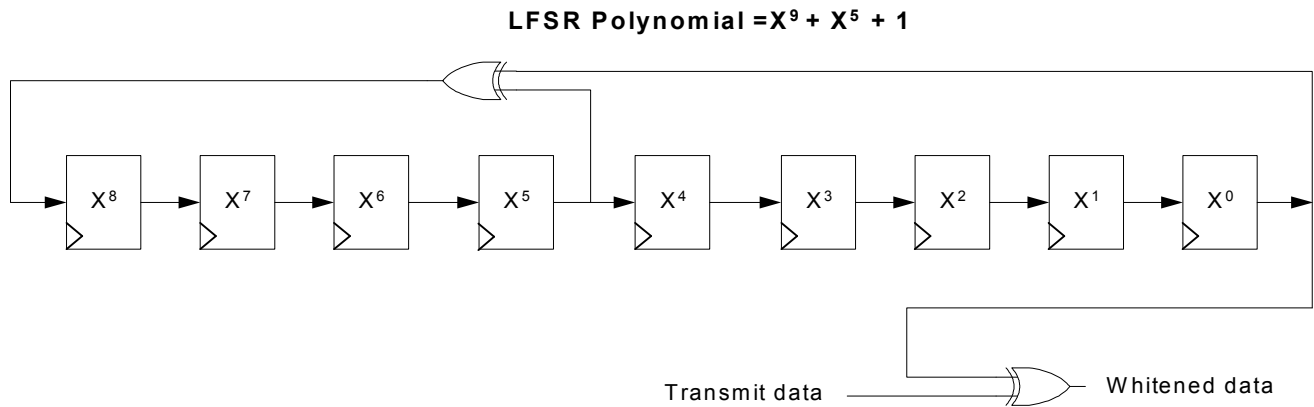 LFSR Polynomial =X⁹ + X⁵ + 1
X⁸ X⁷ X⁶ X⁵ X⁴ X³ X² X¹ X⁰
Transmit data
Whitened data